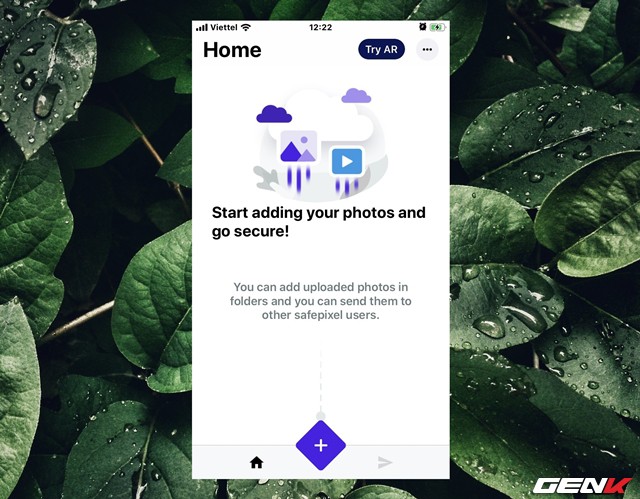 Viettel 12:22
Home Try AR
Start adding your photos and
go secure!
You can add uploaded photos in
folders and you can send them to
other safepixel users.
GENK